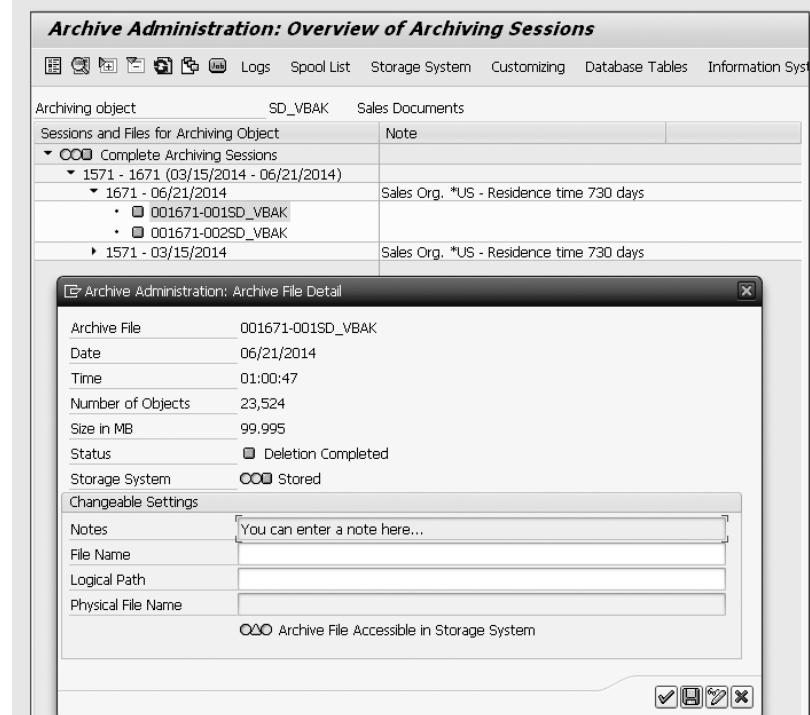 Archive Administration: Overview of Archiving Sessions
Job Logs Spool List Storage System Customizing Database Tables Information Syst
Archiving object SD_VBAK Sales Documents
Sessions and Files for Archiving Object Note
Complete Archiving Sessions
1571 - 1671 (03/15/2014 - 06/21/2014)
1671 - 06/21/2014 Sales Org. *US - Residence time 730 days
001671-001SD_VBAK
001671-002SD_VBAK
1571 - 03/15/2014 Sales Org. *US - Residence time 730 days
Archive Administration: Archive File Detail
Archive File 001671-001SD_VBAK
Date 06/21/2014
Time 01:00:47
Number of Objects 23,524
Size in MB 99.995
Status Deletion Completed
Storage System Stored
Changeable Settings
Notes You can enter a note here...
File Name
Logical Path
Physical File Name
Archive File Accessible in Storage System